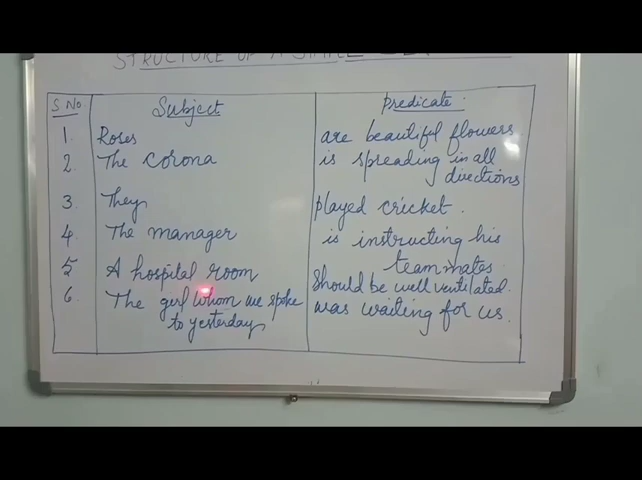 STRUCTURE OF A SIMPLE
S. No Subject Predicate :
1. Roses are beautiful flowers
2. The corona is spreading in all
directions
3. They played cricket.
4. The manager is instructing his
teammates
5 A hospital room should be well ventilated.
6. The girl whom we spoke was waiting for us.
to yesterday